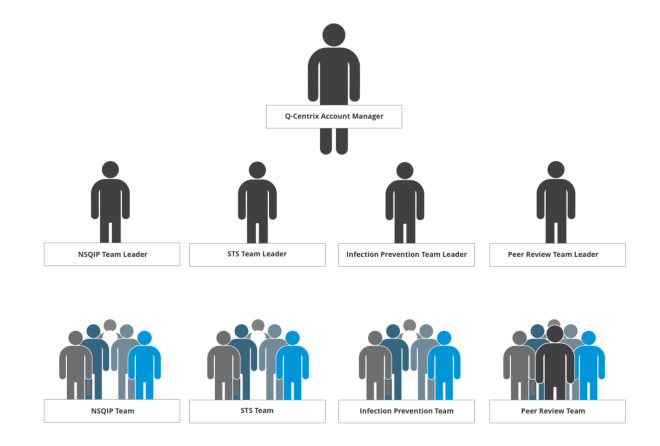 Q-Centrix Account Manager
NSQIP Team Leader
STS Team Leader
Infection Prevention Team Leader
Peer Review Team Leader
NSQIP Team
STS Team
Infection Prevention Team
Peer Review Team